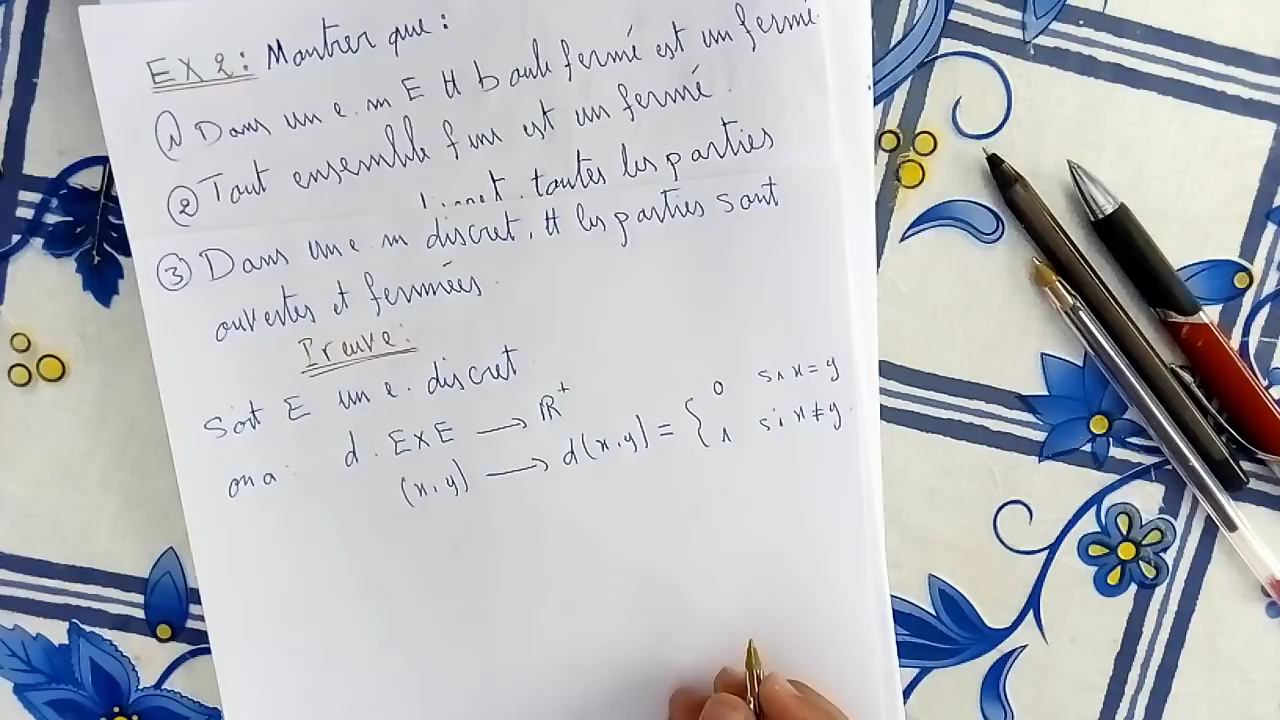 EX 2: Montrer que:
① Dans un e.m E tt boule fermé est un fermé.
② Tout ensemble fini est un fermé.
toutes les parties
③ Dans un e.m discret, tt les parties sont
ouvertes et fermées.
Preuve:
Soit E un e. discret
on a: d: E×E → ℝ⁺
(x,y) → d(x,y) = { 0 si x=y
1 si x≠y.